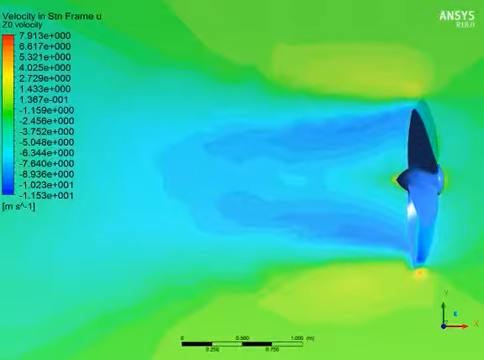 Velocity in Stn Frame u
Z0 velocity
7.913e+000
6.617e+000
5.321e+000
4.025e+000
2.729e+000
1.433e+000
1.367e-001
-1.159e+000
-2.456e+000
-3.752e+000
-5.048e+000
-6.344e+000
-7.640e+000
-8.936e+000
-1.023e+001
-1.153e+001
[m s^-1]
ANSYS
R18.0
Y
X
0
0.500
1.000 (m)
0.250
0.750